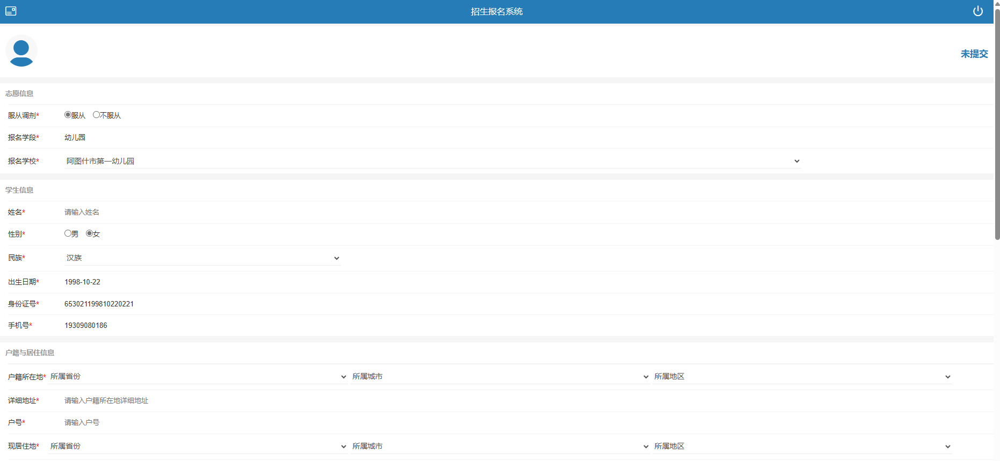 招生报名系统
未提交
志愿信息
服从调剂* 服从 不服从
报名学段* 幼儿园
报名学校* 阿图什市第一幼儿园
学生信息
姓名* 请输入姓名
性别* 男 女
民族* 汉族
出生日期* 1998-10-22
身份证号* 653021199810220221
手机号* 19309080186
户籍与居住信息
户籍所在地* 所属省份 所属城市 所属地区
详细地址* 请输入户籍所在地详细地址
户号* 请输入户号
现居住地* 所属省份 所属城市 所属地区